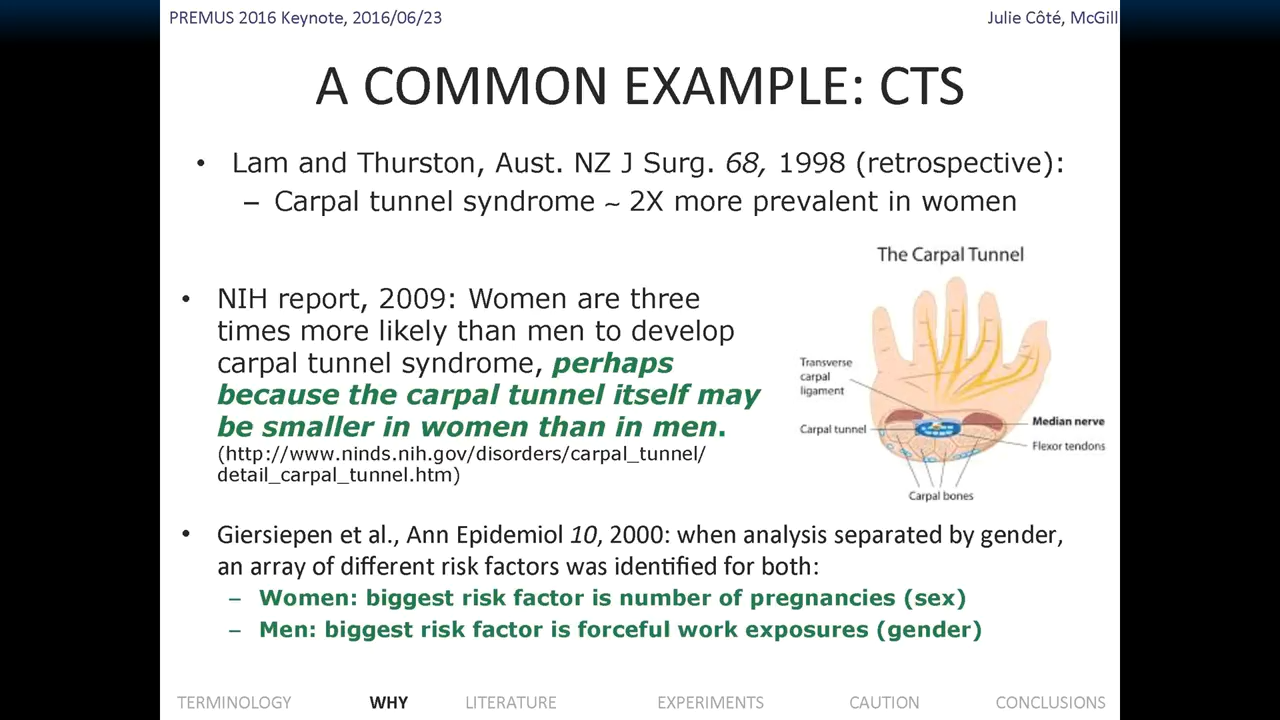 PREMUS 2016 Keynote, 2016/06/23
Julie Côté, McGill
A COMMON EXAMPLE: CTS
• Lam and Thurston, Aust. NZ J Surg. 68, 1998 (retrospective):
– Carpal tunnel syndrome ~ 2X more prevalent in women
• NIH report, 2009: Women are three
times more likely than men to develop
carpal tunnel syndrome, perhaps
because the carpal tunnel itself may
be smaller in women than in men.
(http://www.ninds.nih.gov/disorders/carpal_tunnel/
detail_carpal_tunnel.htm)
The Carpal Tunnel
Transverse
carpal
ligament
Carpal tunnel
Median nerve
Flexor tendons
Carpal bones
• Giersiepen et al., Ann Epidemiol 10, 2000: when analysis separated by gender,
an array of different risk factors was identified for both:
– Women: biggest risk factor is number of pregnancies (sex)
– Men: biggest risk factor is forceful work exposures (gender)
TERMINOLOGY WHY LITERATURE EXPERIMENTS CAUTION CONCLUSIONS